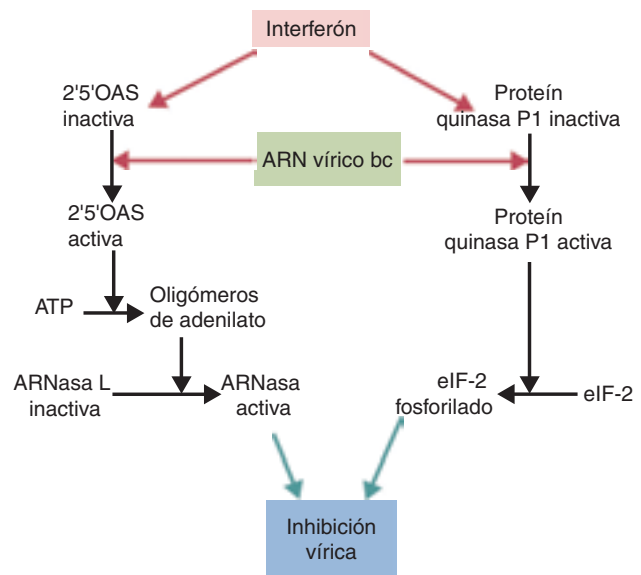 Interferón
2'5'OAS
inactiva
Proteín
quinasa P1 inactiva
ARN vírico bc
2'5'OAS
activa
Proteín
quinasa P1 activa
ATP
Oligómeros
de adenilato
ARNasa L
inactiva
ARNasa
activa
eIF-2
fosforilado
eIF-2
Inhibición
vírica